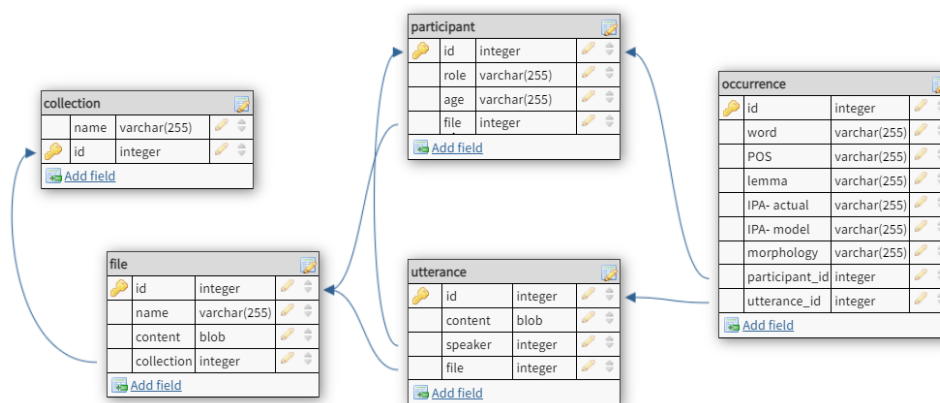 participant
id integer
role varchar(255)
age varchar(255)
file integer
Add field
collection
name varchar(255)
id integer
Add field
occurrence
id integer
word varchar(255)
POS varchar(255)
lemma varchar(255)
IPA- actual varchar(255)
IPA- model varchar(255)
morphology varchar(255)
participant_id integer
utterance_id integer
Add field
file
id integer
name varchar(255)
content blob
collection integer
Add field
utterance
id integer
content blob
speaker integer
file integer
Add field